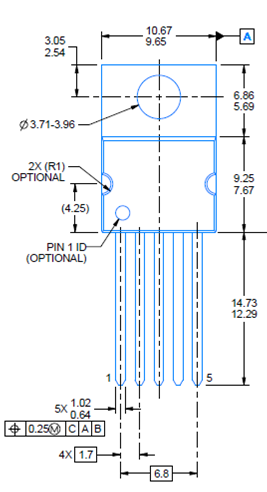 10.67
9.65
A
3.05
2.54
6.86
5.69
Ø3.71-3.96
2X (R1)
OPTIONAL
9.25
7.67
(4.25)
PIN 1 ID
(OPTIONAL)
14.73
12.29
1
5
5X 1.02
0.64
⌖ 0.25Ⓜ C A B
4X 1.7
6.8